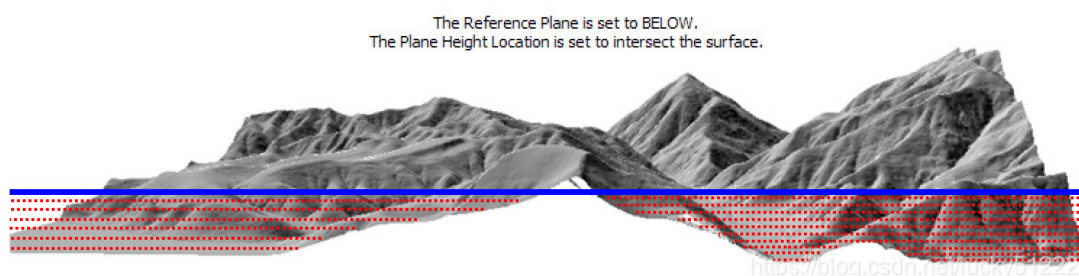 The Reference Plane is set to BELOW.
The Plane Height Location is set to intersect the surface.